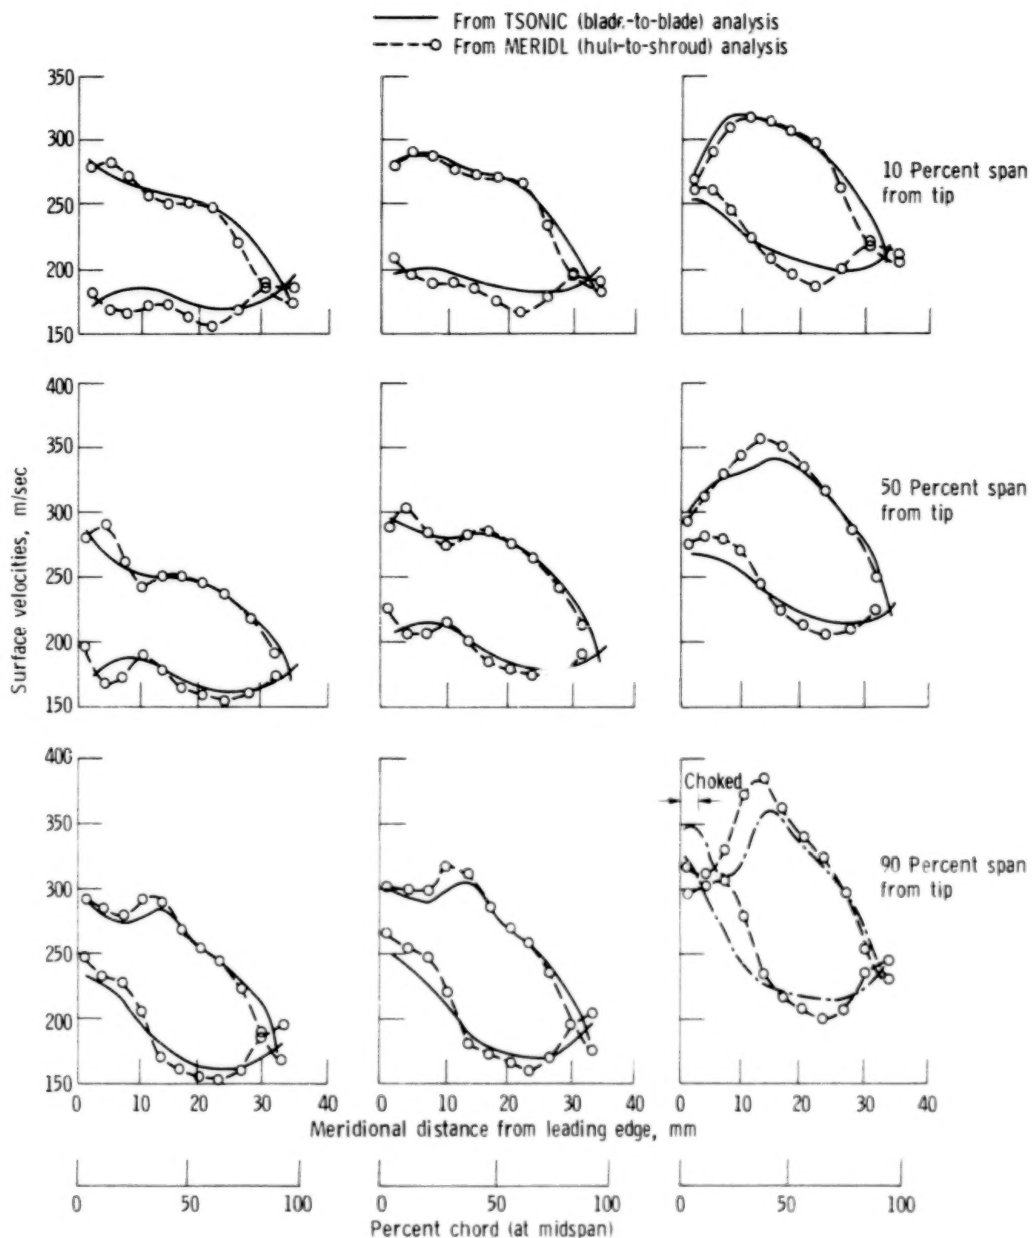 From TSONIC (blade-to-blade) analysis
From MERIDL (hub-to-shroud) analysis
350
300
250
200
150
10 Percent span
from tip
400
350
300
250
200
150
50 Percent span
from tip
Surface velocities, m/sec
400
350
300
250
200
150
Choked
90 Percent span
from tip
0 10 20 30 40 0 10 20 30 40 0 10 20 30 40
Meridional distance from leading edge, mm
0 50 100 0 50 100 0 50 100
Percent chord (at midspan)